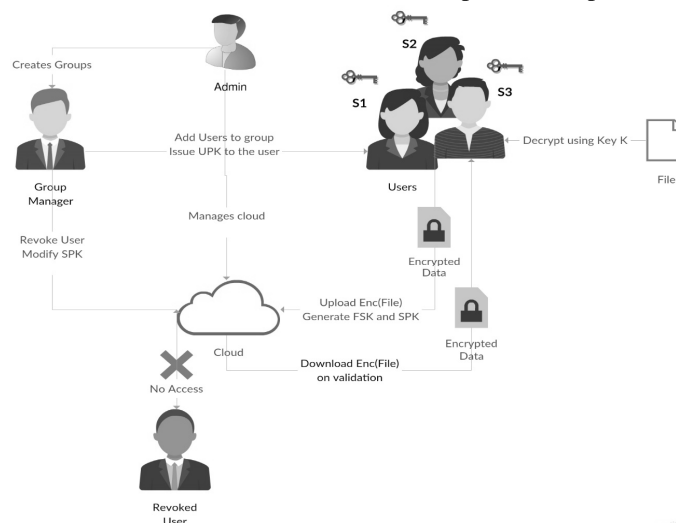 S2
Creates Groups
Admin
S1
S3
Add Users to group
Issue UPK to the user
Decrypt using Key K
Users
File
Group
Manager
Manages cloud
Revoke User
Modify SPK
Encrypted
Data
Upload Enc(File)
Generate FSK and SPK
Cloud
Encrypted
Data
Download Enc(File)
on validation
No Access
Revoked
User